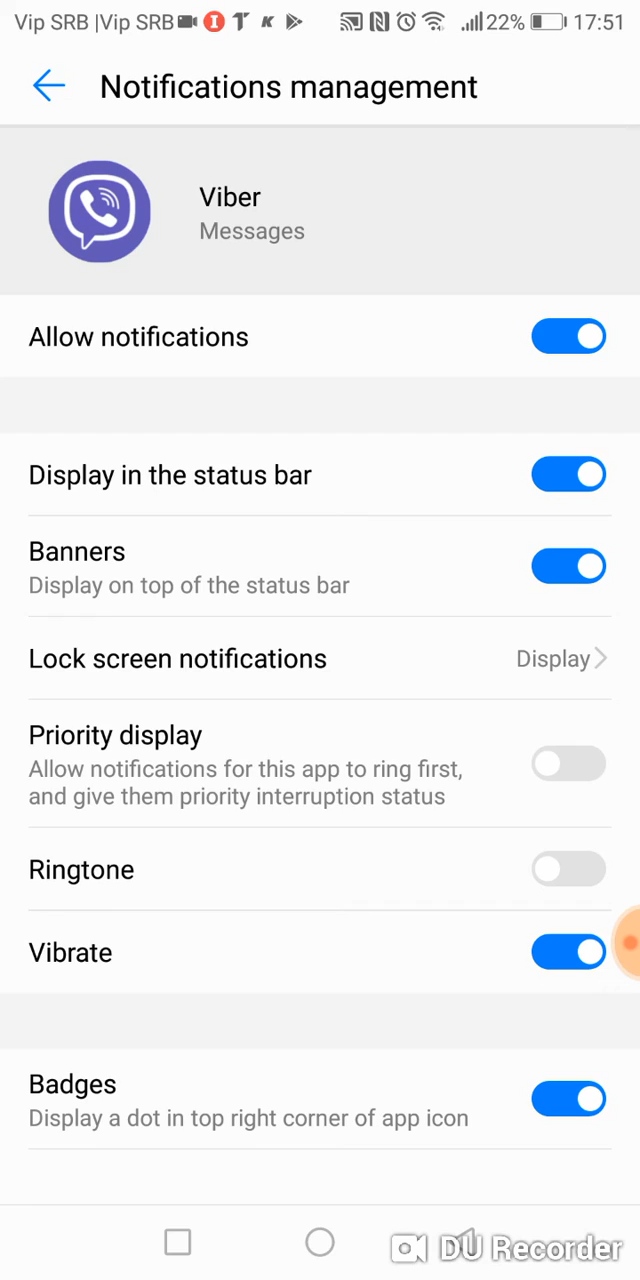 Vip SRB |Vip SRB 22% 17:51
Notifications management
Viber
Messages
Allow notifications
Display in the status bar
Banners
Display on top of the status bar
Lock screen notifications Display
Priority display
Allow notifications for this app to ring first,
and give them priority interruption status
Ringtone
Vibrate
Badges
Display a dot in top right corner of app icon
DU Recorder